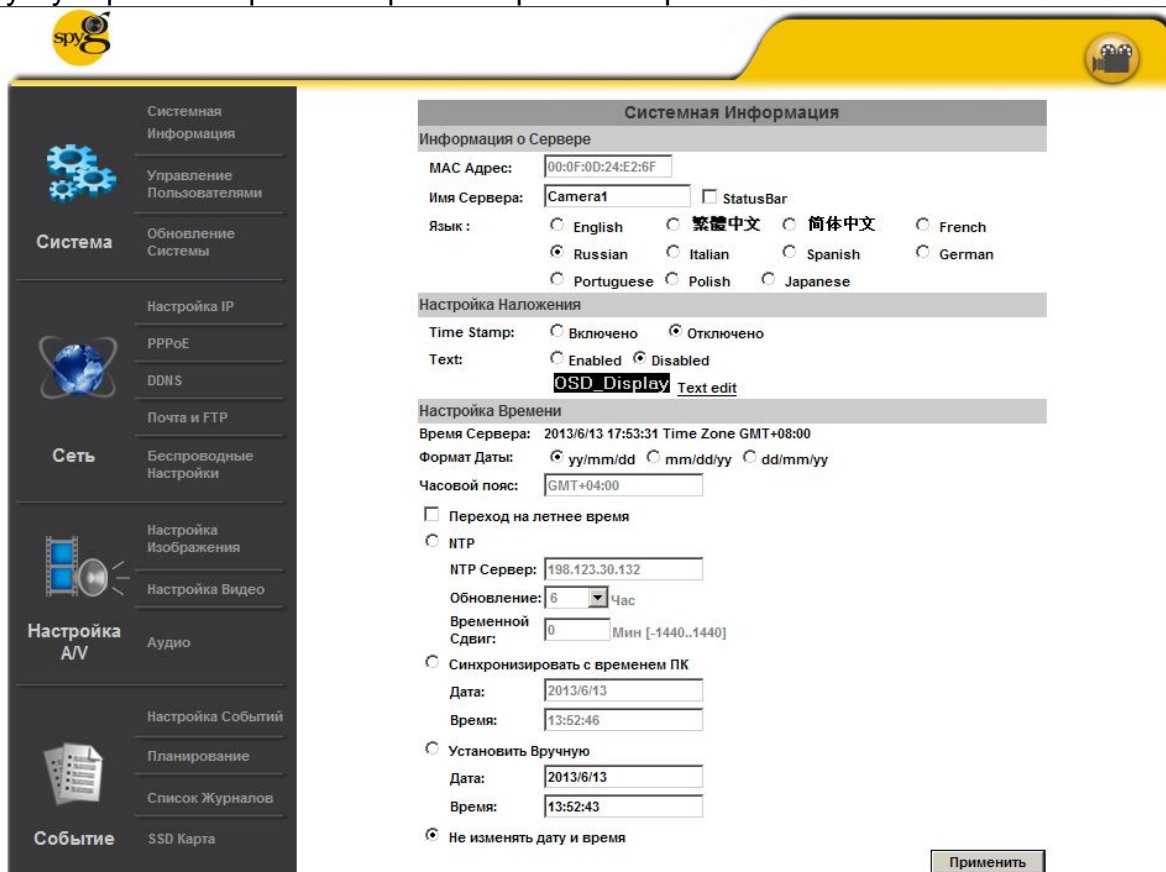 spyg
Системная
Информация
Управление
Пользователями
Обновление
Системы
Система
Настройка IP
PPPoE
DDNS
Почта и FTP
Беспроводные
Настройки
Сеть
Настройка
Изображения
Настройка Видео
Аудио
Настройка
A/V
Настройка Событий
Планирование
Список Журналов
SSD Карта
Событие
Системная Информация
Информация о Сервере
MAC Адрес: 00:0F:0D:24:E2:6F
Имя Сервера: Camera1 StatusBar
Язык : English 繁體中文 简体中文 French
Russian Italian Spanish German
Portuguese Polish Japanese
Настройка Наложения
Time Stamp: Включено Отключено
Text: Enabled Disabled
OSD_Display Text edit
Настройка Времени
Время Сервера: 2013/6/13 17:53:31 Time Zone GMT+08:00
Формат Даты: yy/mm/dd mm/dd/yy dd/mm/yy
Часовой пояс: GMT+04:00
Переход на летнее время
NTP
NTP Сервер: 198.123.30.132
Обновление: 6 Час
Временной
Сдвиг: 0 Мин [-1440..1440]
Синхронизировать с временем ПК
Дата: 2013/6/13
Время: 13:52:46
Установить Вручную
Дата: 2013/6/13
Время: 13:52:43
Не изменять дату и время
Применить